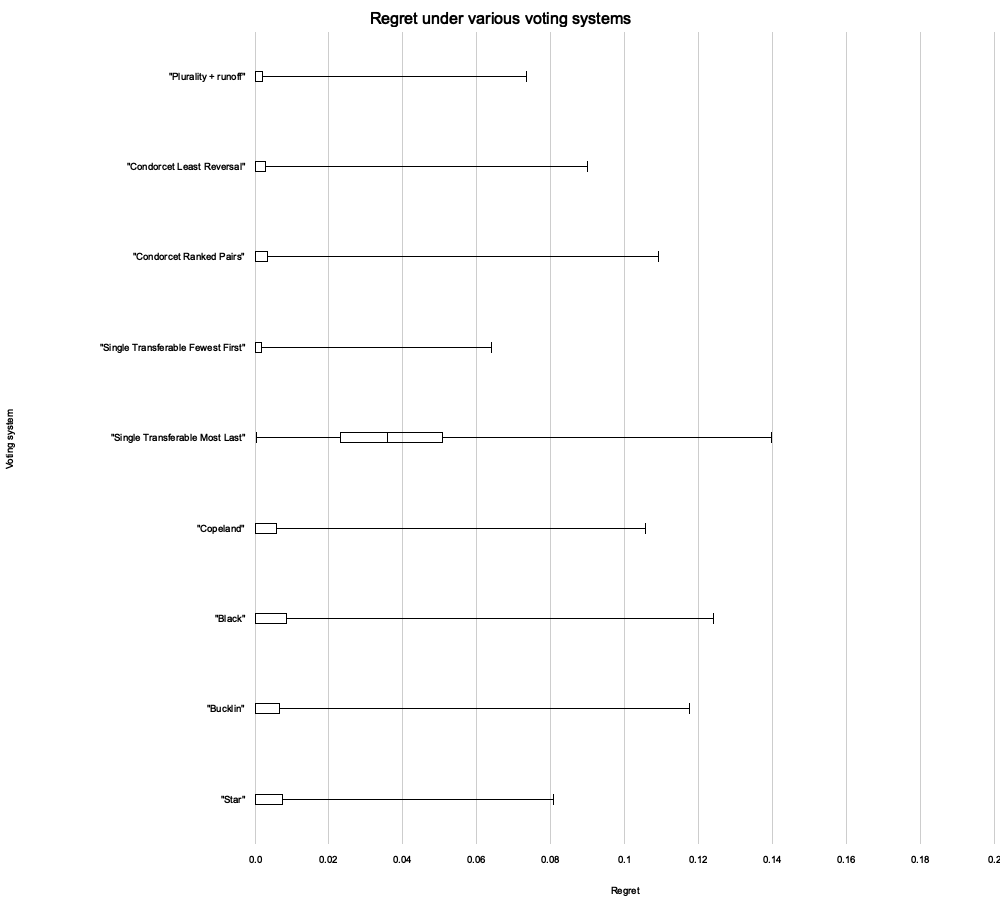 Regret under various voting systems
"Plurality + runoff"
"Condorcet Least Reversal"
"Condorcet Ranked Pairs"
"Single Transferable Fewest First"
"Single Transferable Most Last"
"Copeland"
"Black"
"Bucklin"
"Star"
Voting system
0.0 0.02 0.04 0.06 0.08 0.1 0.12 0.14 0.16 0.18 0.2
Regret